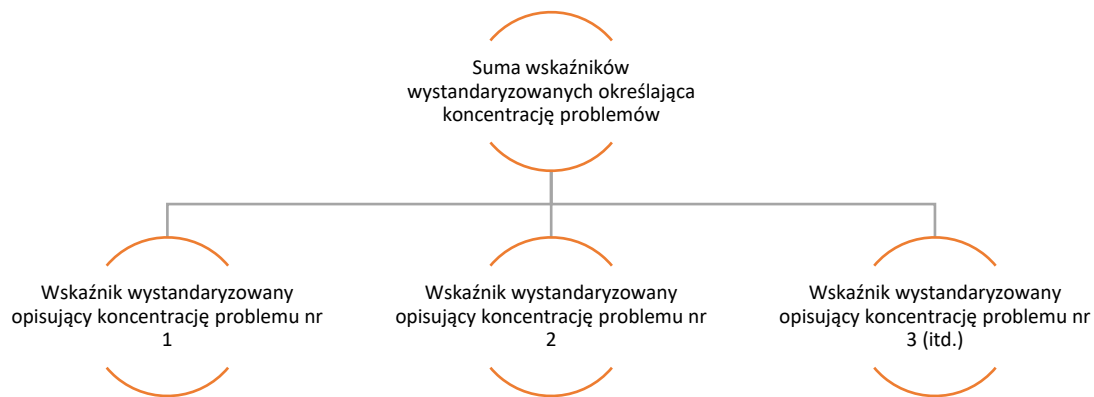 Suma wskaźników
wystandaryzowanych określająca
koncentrację problemów
Wskaźnik wystandaryzowany
opisujący koncentrację problemu nr
1
Wskaźnik wystandaryzowany
opisujący koncentrację problemu nr
2
Wskaźnik wystandaryzowany
opisujący koncentrację problemu nr
3 (itd.)